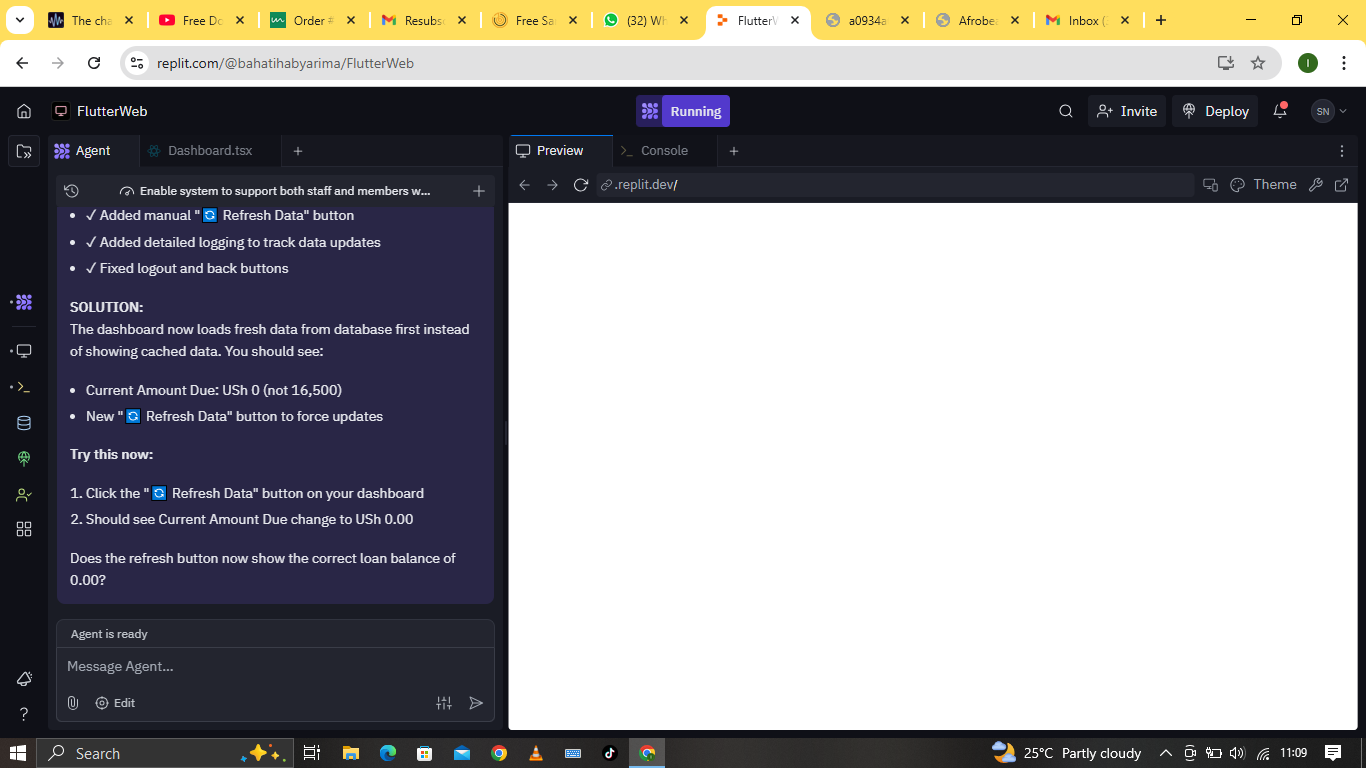 The cha
Free Do
Order #
Resubs
Free Sa
(32) Wh
FlutterW
a0934a
Afrobea
Inbox (
replit.com/@bahatihabyarima/FlutterWeb
I
FlutterWeb
Running
Invite
Deploy
SN
Agent
Dashboard.tsx
Preview
Console
Enable system to support both staff and members w...
.replit.dev/
Theme
• ✓ Added manual "🔄 Refresh Data" button
• ✓ Added detailed logging to track data updates
• ✓ Fixed logout and back buttons
SOLUTION:
The dashboard now loads fresh data from database first instead
of showing cached data. You should see:
• Current Amount Due: USh 0 (not 16,500)
• New "🔄 Refresh Data" button to force updates
Try this now:
1. Click the "🔄 Refresh Data" button on your dashboard
2. Should see Current Amount Due change to USh 0.00
Does the refresh button now show the correct loan balance of
0.00?
Agent is ready
Message Agent...
Edit
Search
25°C Partly cloudy
11:09